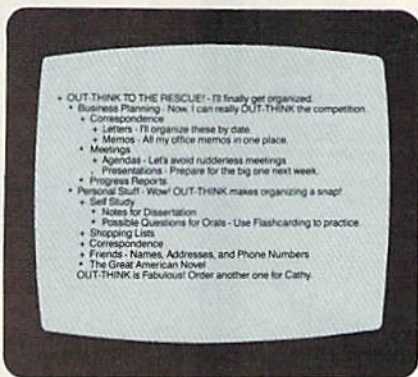 + OUT-THINK TO THE RESCUE! - I'll finally get organized.
* Business Planning - Now, I can really OUT-THINK the competition.
+ Correspondence
+ Letters - I'll organize these by date.
+ Memos - All my office memos in one place.
* Meetings
+ Agendas - Let's avoid rudderless meetings
. Presentations - Prepare for the big one next week.
* Progress Reports
* Personal Stuff - Wow! OUT-THINK makes organizing a snap!
+ Self Study
* Notes for Dissertation
* Possible Questions for Orals - Use Flashcarding to practice.
+ Shopping Lists
+ Correspondence
+ Friends - Names, Addresses, and Phone Numbers
* The Great American Novel
OUT-THINK is Fabulous! Order another one for Cathy.